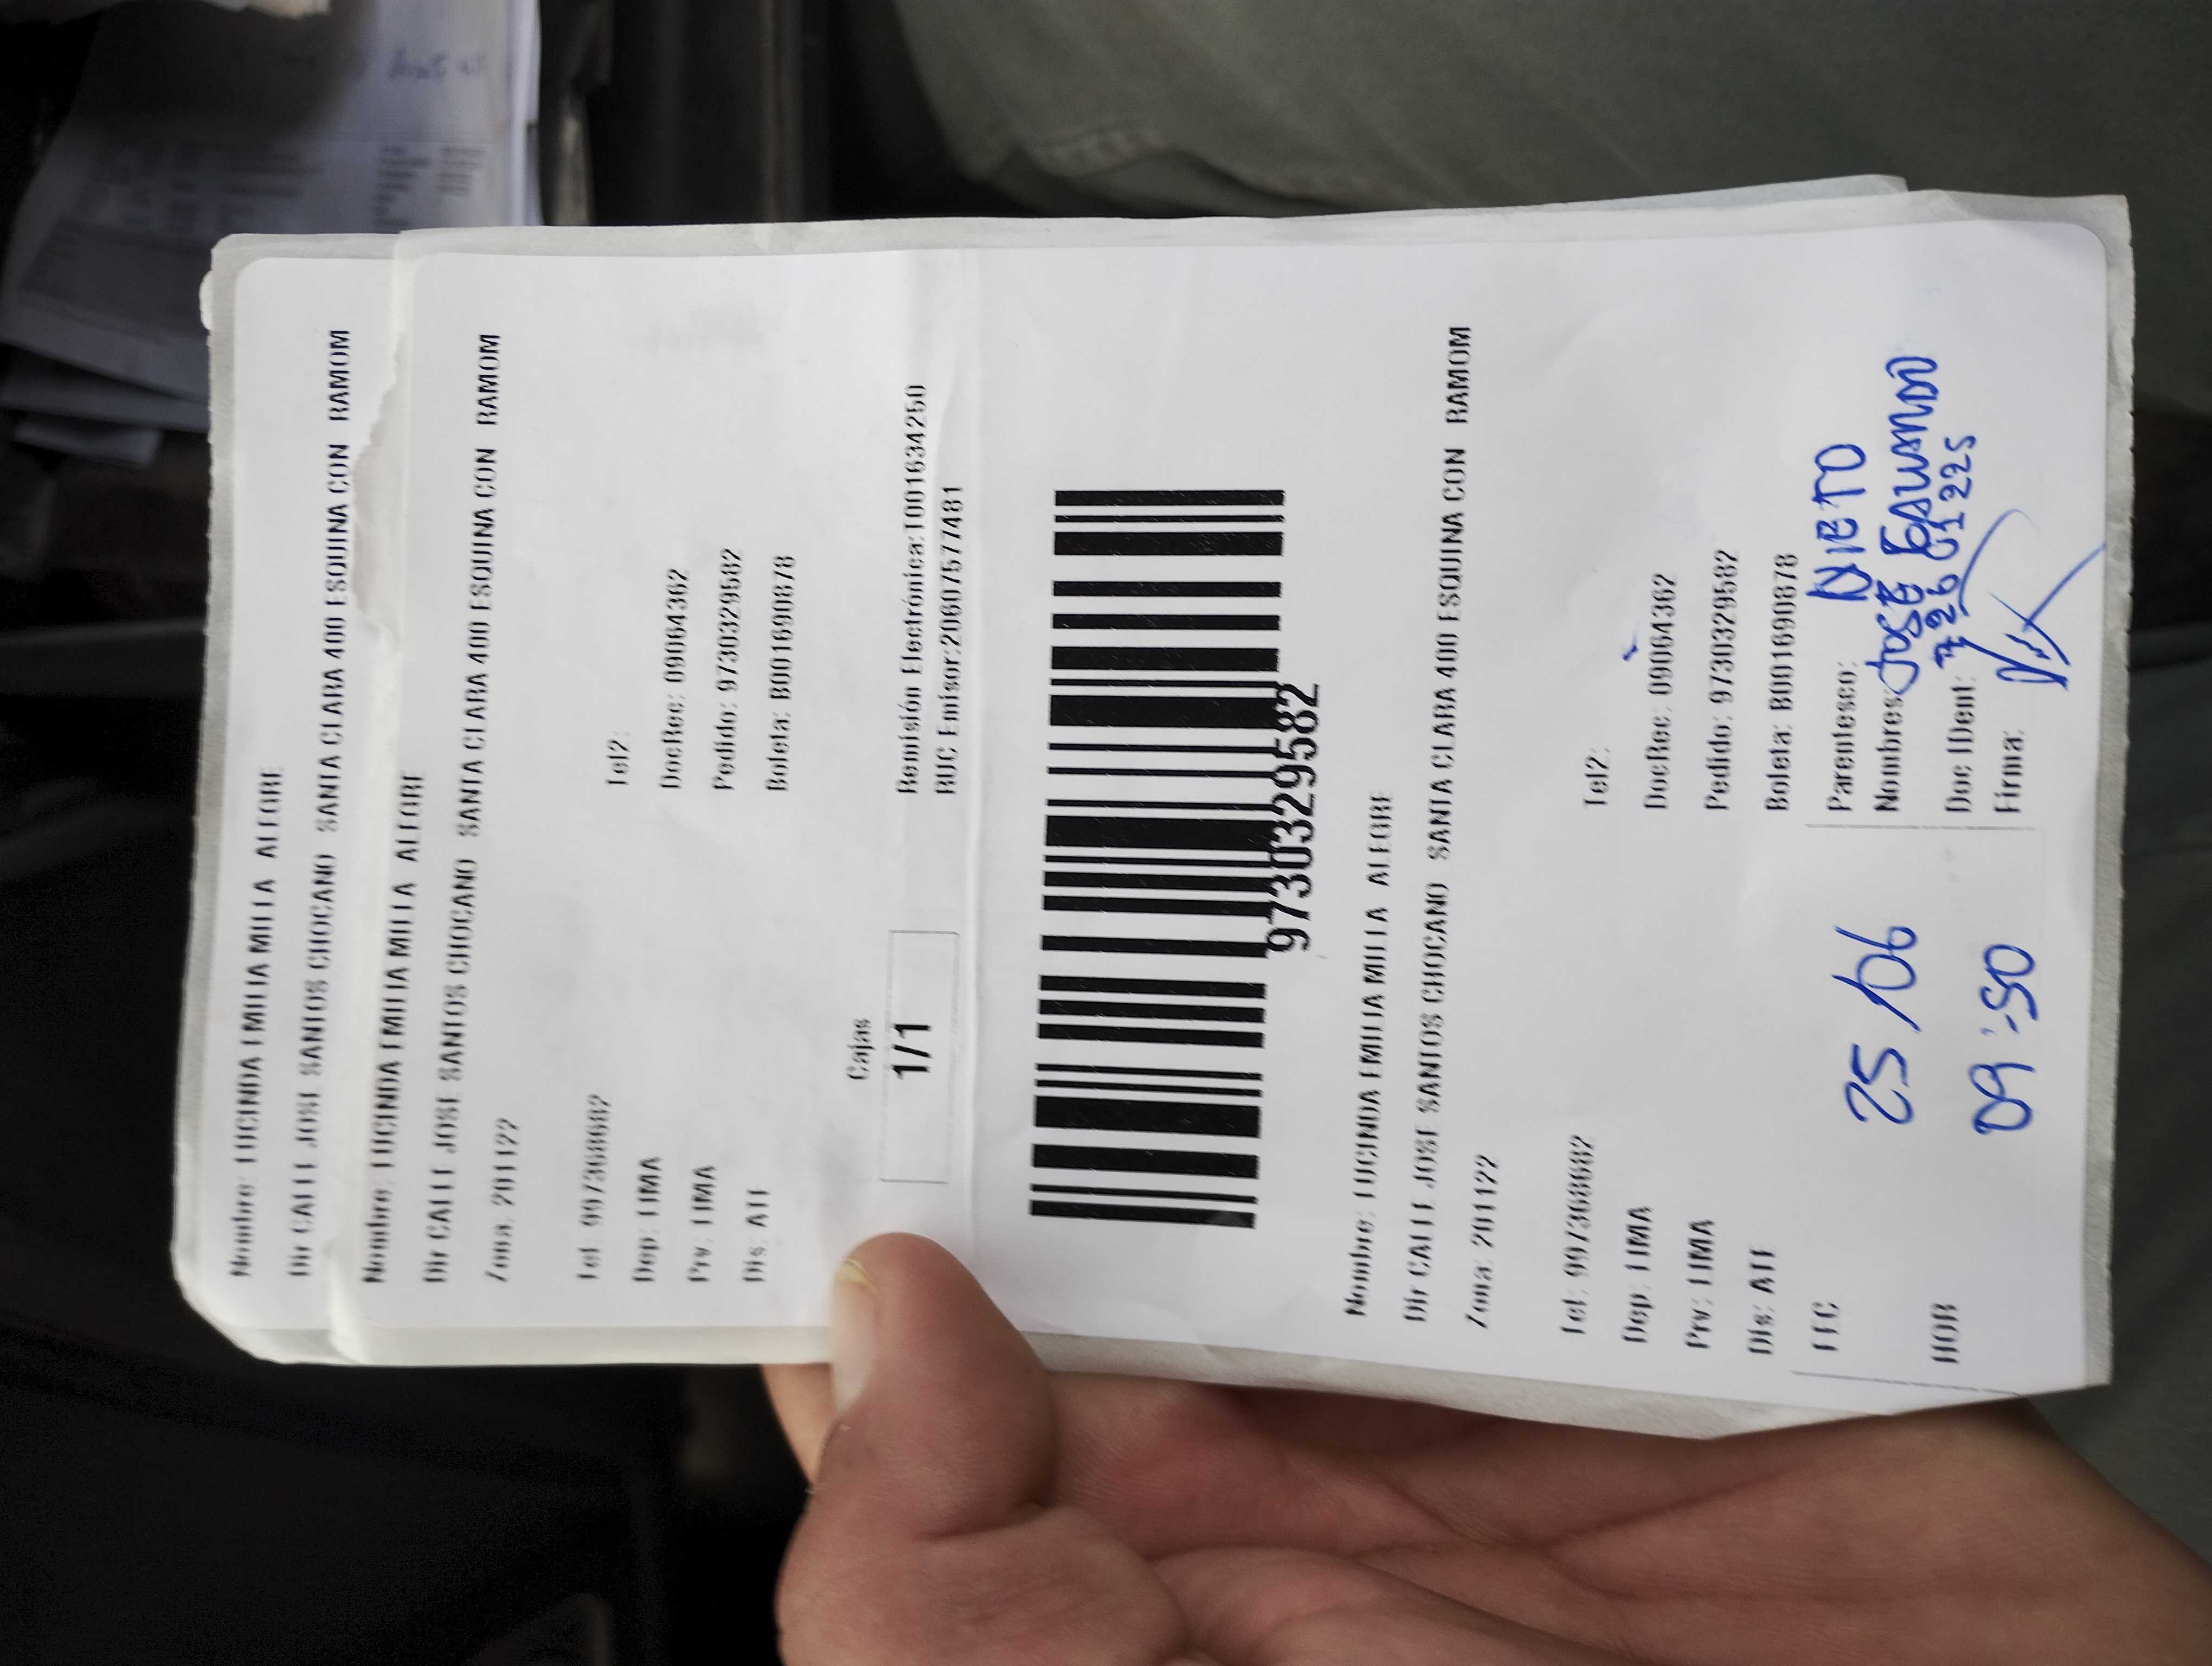 Nombre: LUCINDA EMILIA MILLA ALEGRE
Dir CALLE JOSE SANTOS CHOCANO SANTA CLARA 400 ESQUINA CON RAMOM
Nombre: LUCINDA EMILIA MILLA ALEGRE
Dir CALLE JOSE SANTOS CHOCANO SANTA CLARA 400 ESQUINA CON RAMOM
Zona: 201122
Tel: 997368682 Tel2:
Dep: LIMA DocRec: 09064362
Prv: LIMA Pedido: 9730329582
Dis: ATE Boleta: B001690878
Cajas
1/1
Remisión Electrónica: T001634250
RUC Emisor: 20607577481
9730329582
Nombre: LUCINDA EMILIA MILLA ALEGRE
Dir CALLE JOSE SANTOS CHOCANO SANTA CLARA 400 ESQUINA CON RAMOM
Zona: 201122
Tel: 997368682 Tel2:
Dep: LIMA DocRec: 09064362
Prv: LIMA Pedido: 9730329582
Dis: ATE Boleta: B001690878
FEC 25/06 Parentesco: Nieto
Nombres: Jose
HOR 09:50 Doc IDent:
Firma: